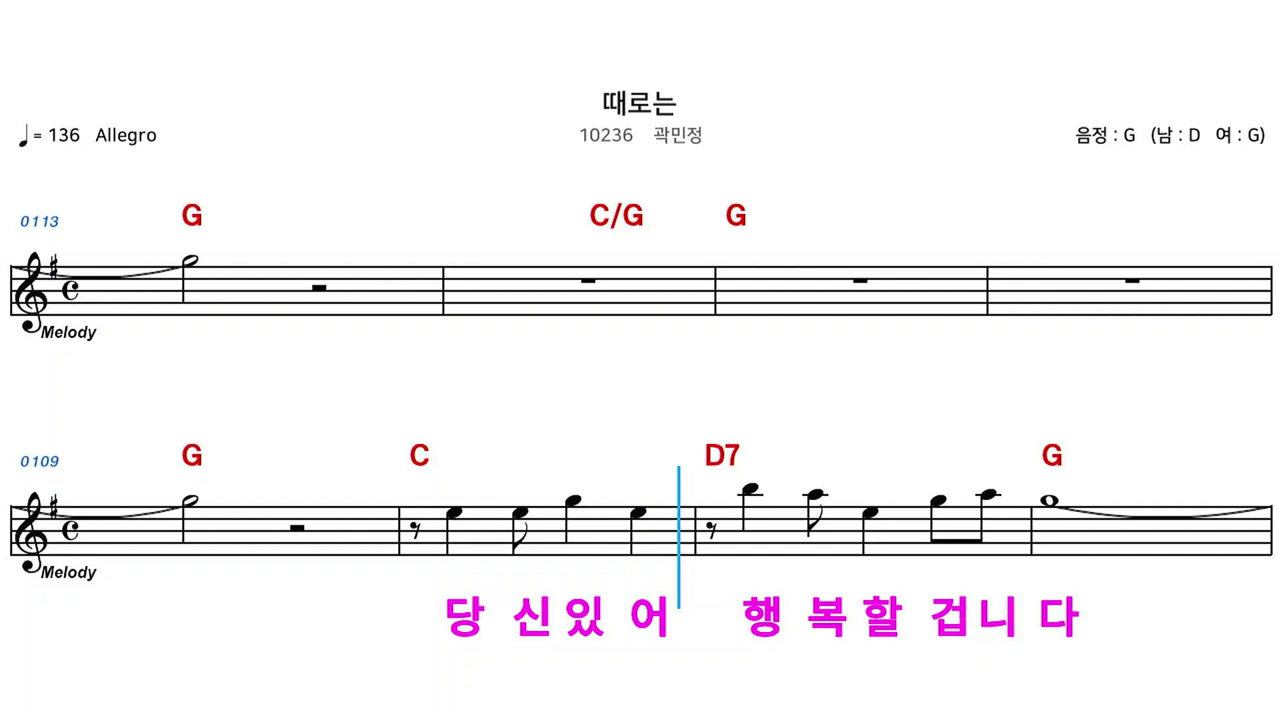 때로는
♩= 136 Allegro 10236 곽민정 음정 : G (남 : D 여 : G)
0113 G C/G G
Melody
0109 G C D7 G
Melody
당 신 있 어 행 복 할 겁 니 다